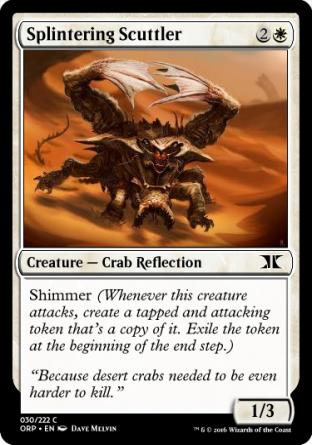 Splintering Scuttler 2
Creature — Crab Reflection
Shimmer (Whenever this creature
attacks, create a tapped and attacking
token that's a copy of it. Exile the token
at the beginning of the end step.)
"Because desert crabs needed to be even
harder to kill."
1/3
030/222 C
ORP • EN Dave Melvin
™ & © 2016 Wizards of the Coast